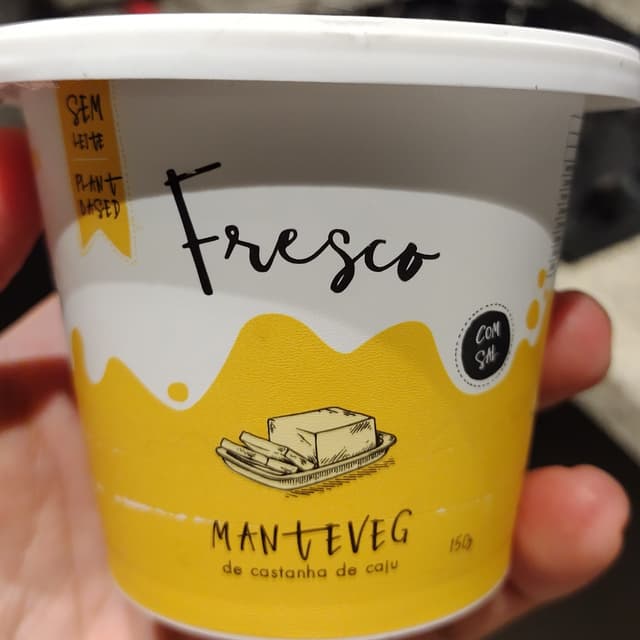 SEM
LEITE
PLANT
BASED
Fresco
COM
SAL
MANTEVEG
de castanha de caju
150g